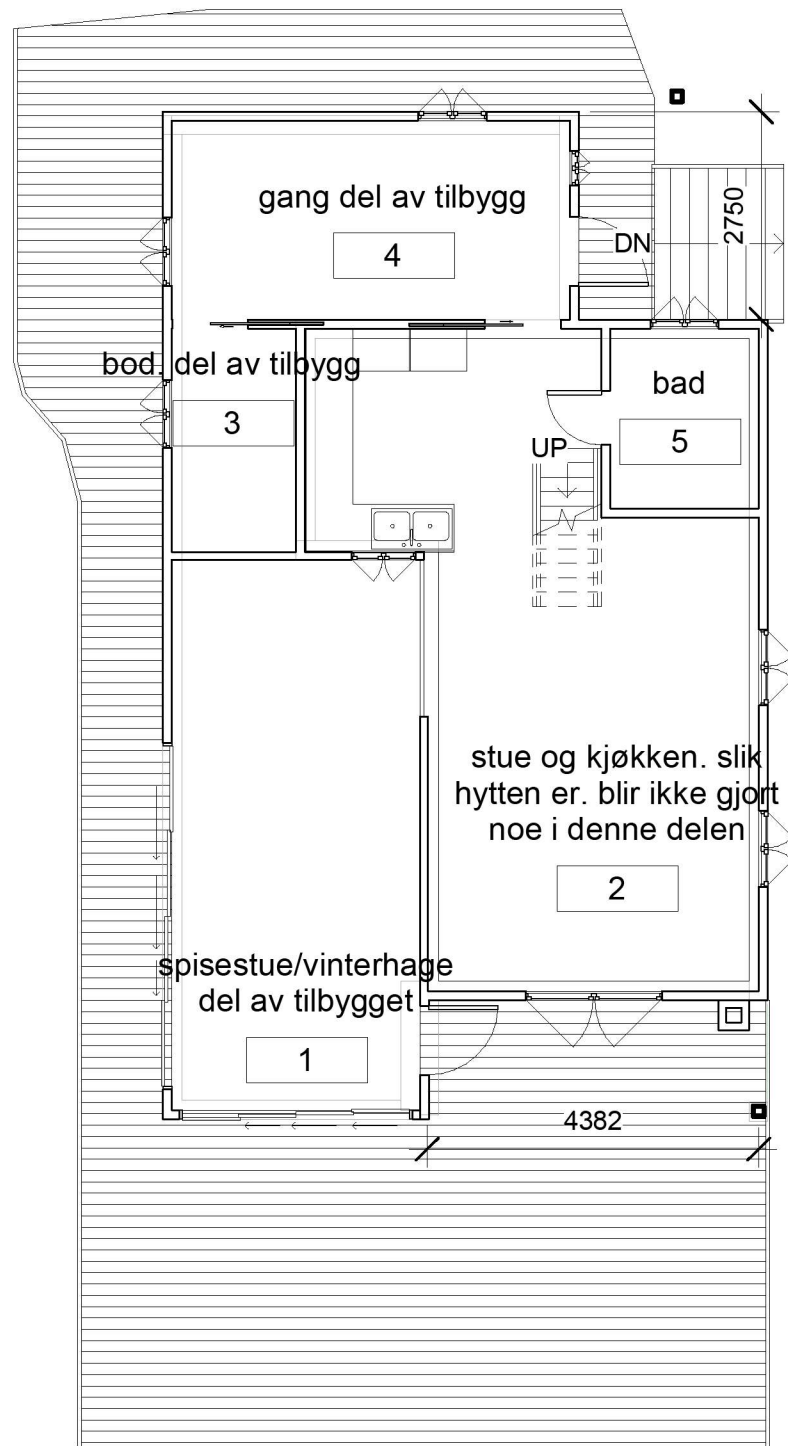 gang del av tilbygg
4
DN
2750
bod. del av tilbygg
3
bad
5
UP
stue og kjøkken. slik
hytten er. blir ikke gjort
noe i denne delen
2
spisestue/vinterhage
del av tilbygget
1
4382